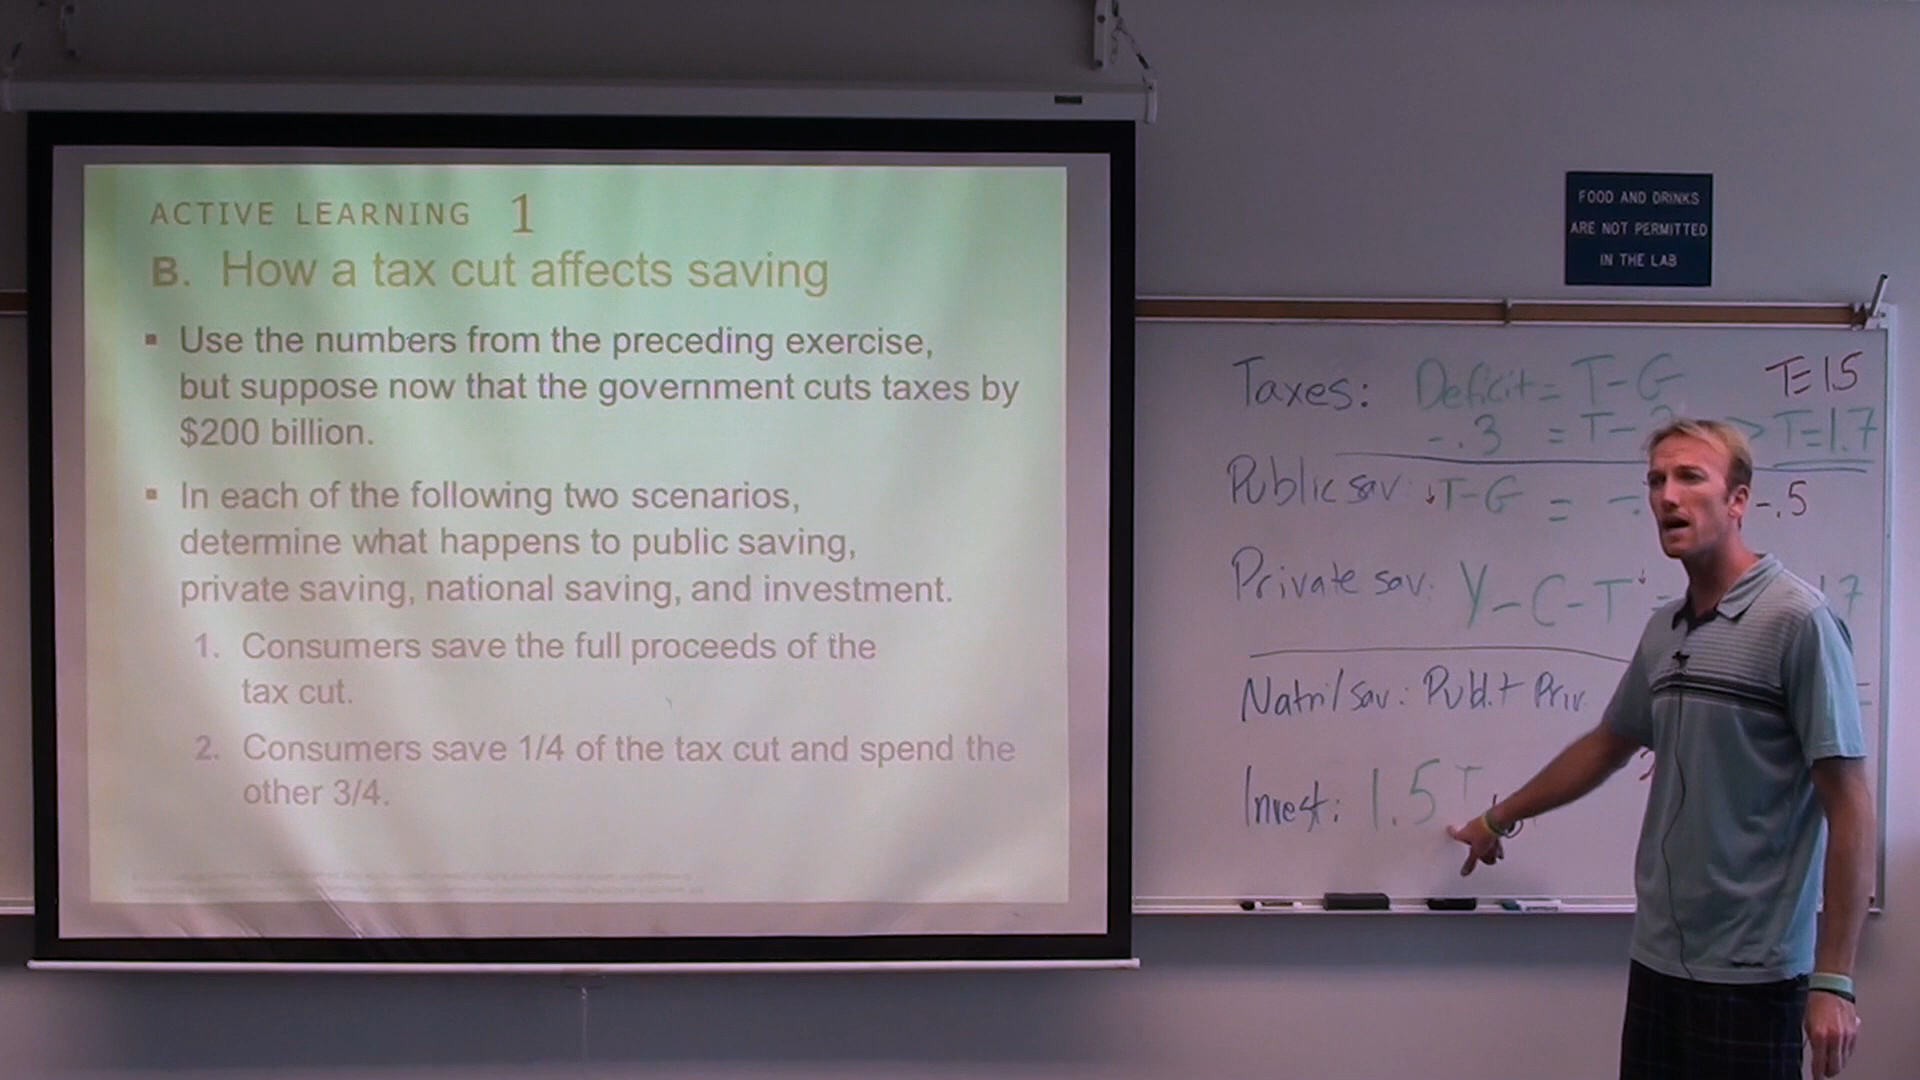 ACTIVE LEARNING 1
B. How a tax cut affects saving
▪ Use the numbers from the preceding exercise,
but suppose now that the government cuts taxes by
$200 billion.
▪ In each of the following two scenarios,
determine what happens to public saving,
private saving, national saving, and investment.
1. Consumers save the full proceeds of the
tax cut.
2. Consumers save 1/4 of the tax cut and spend the
other 3/4.
FOOD AND DRINKS
ARE NOT PERMITTED
IN THE LAB
Taxes: Deficit = T-G T=1.5
-.3 = T- > T=1.7
Public sav: ↓T-G = -. -.5
Private sav: Y-C-T↓ = 7
Natn'l sav: Publ. + Priv.
Invest: 1.5 T